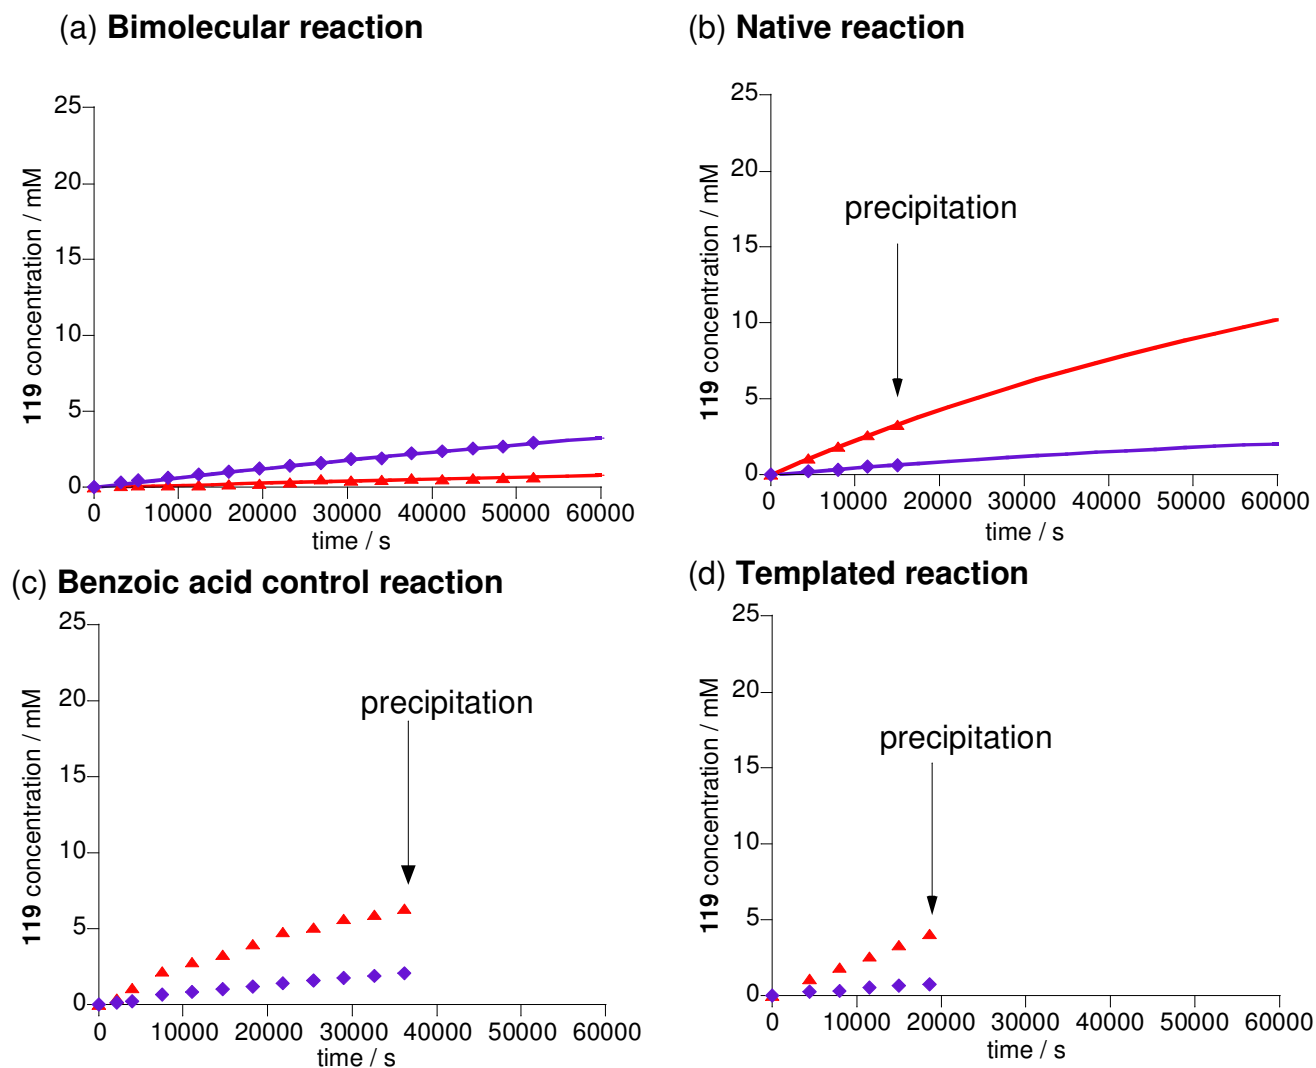 (a) Bimolecular reaction
25
20
15
10
5
0
119 concentration / mM
0 10000 20000 30000 40000 50000 60000
time / s
(b) Native reaction
25
20
15
10
5
0
119 concentration / mM
precipitation
0 10000 20000 30000 40000 50000 60000
time / s
(c) Benzoic acid control reaction
25
20
15
10
5
0
119 concentration / mM
precipitation
0 10000 20000 30000 40000 50000 60000
time / s
(d) Templated reaction
25
20
15
10
5
0
119 concentration / mM
precipitation
0 10000 20000 30000 40000 50000 60000
time / s